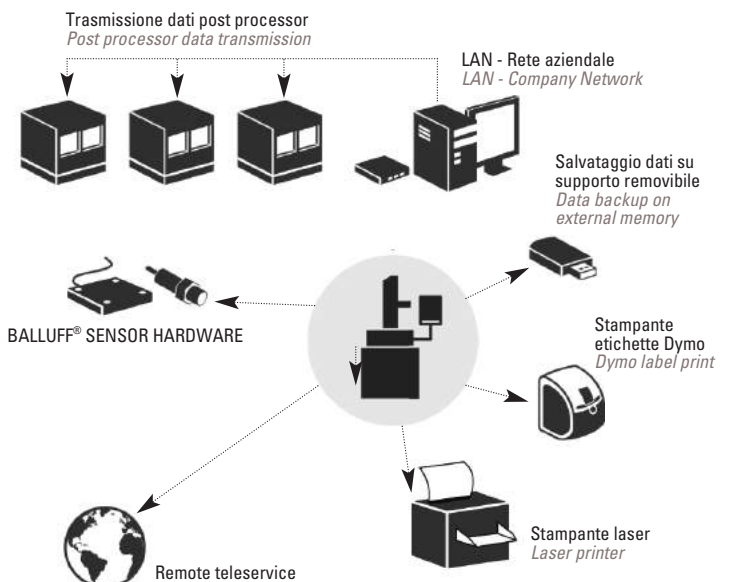 Trasmissione dati post processor
Post processor data transmission
LAN - Rete aziendale
LAN - Company Network
Salvataggio dati su
supporto removibile
Data backup on
external memory
BALLUFF® SENSOR HARDWARE
Stampante
etichette Dymo
Dymo label print
Stampante laser
Laser printer
Remote teleservice